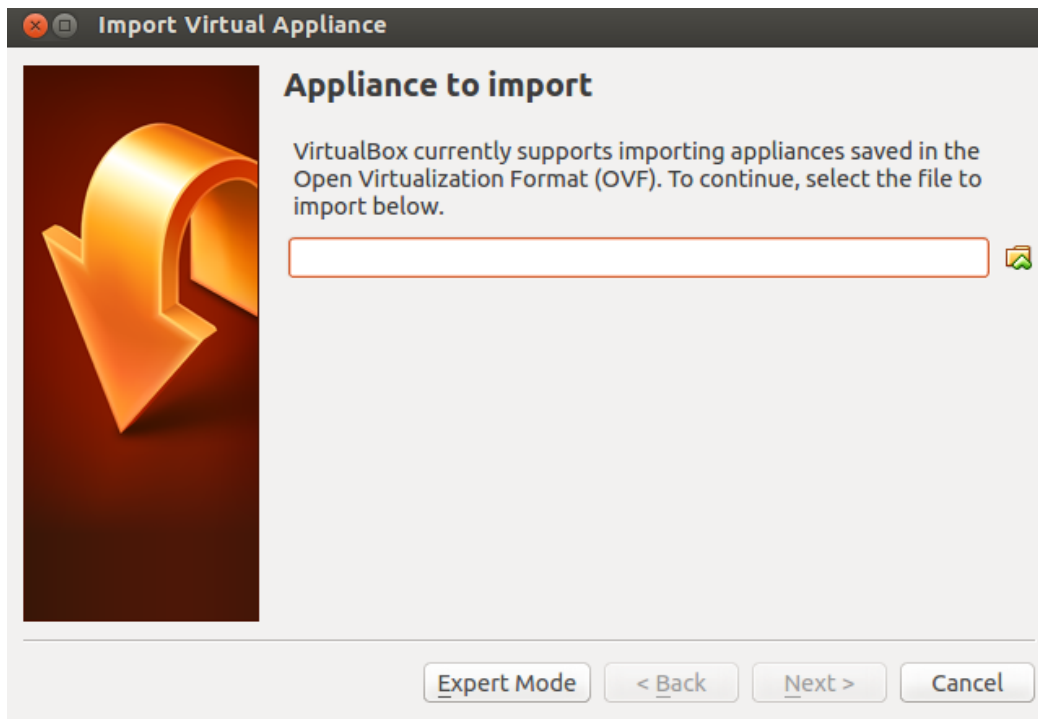 Import Virtual Appliance
Appliance to import
VirtualBox currently supports importing appliances saved in the
Open Virtualization Format (OVF). To continue, select the file to
import below.
Expert Mode
< Back
Next >
Cancel